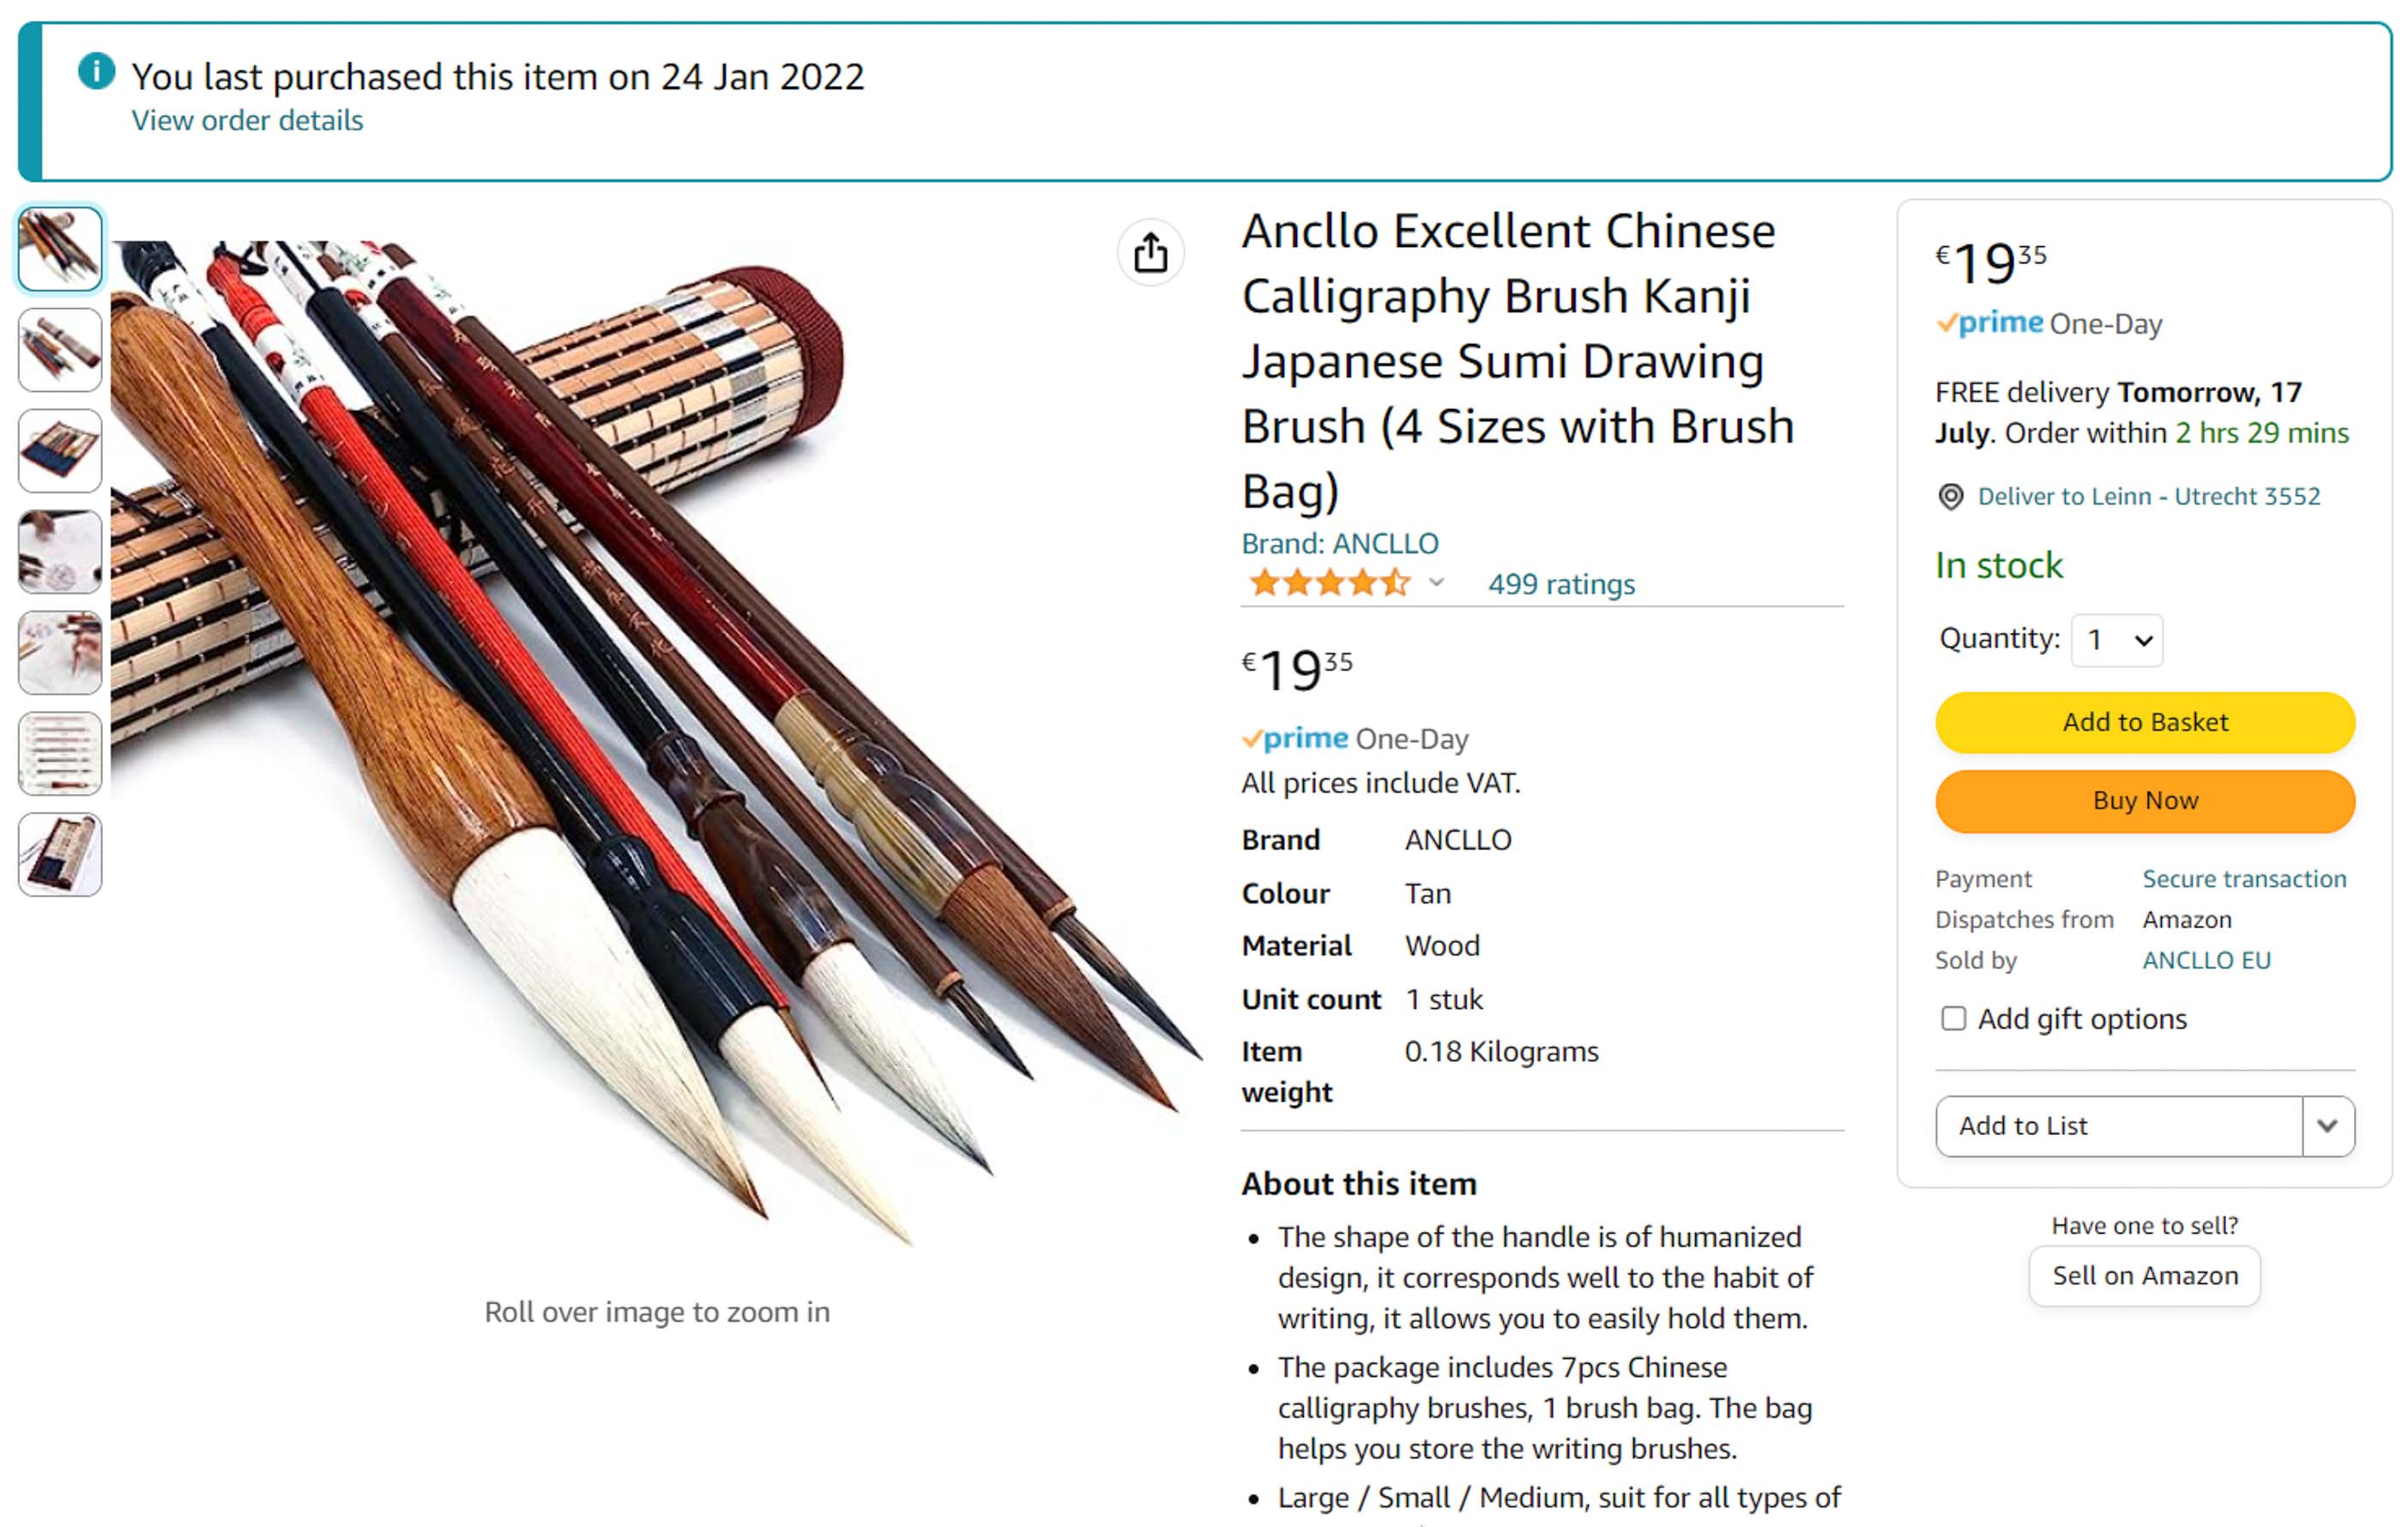 You last purchased this item on 24 Jan 2022
View order details
Ancllo Excellent Chinese
Calligraphy Brush Kanji
Japanese Sumi Drawing
Brush (4 Sizes with Brush
Bag)
Brand: ANCLLO
499 ratings
€19 35
prime One-Day
All prices include VAT.
Brand ANCLLO
Colour Tan
Material Wood
Unit count 1 stuk
Item weight 0.18 Kilograms
About this item
• The shape of the handle is of humanized
design, it corresponds well to the habit of
writing, it allows you to easily hold them.
• The package includes 7pcs Chinese
calligraphy brushes, 1 brush bag. The bag
helps you store the writing brushes.
• Large / Small / Medium, suit for all types of
Roll over image to zoom in
€19 35
prime One-Day
FREE delivery Tomorrow, 17
July. Order within 2 hrs 29 mins
Deliver to Leinn - Utrecht 3552
In stock
Quantity: 1
Add to Basket
Buy Now
Payment Secure transaction
Dispatches from Amazon
Sold by ANCLLO EU
Add gift options
Add to List
Have one to sell?
Sell on Amazon